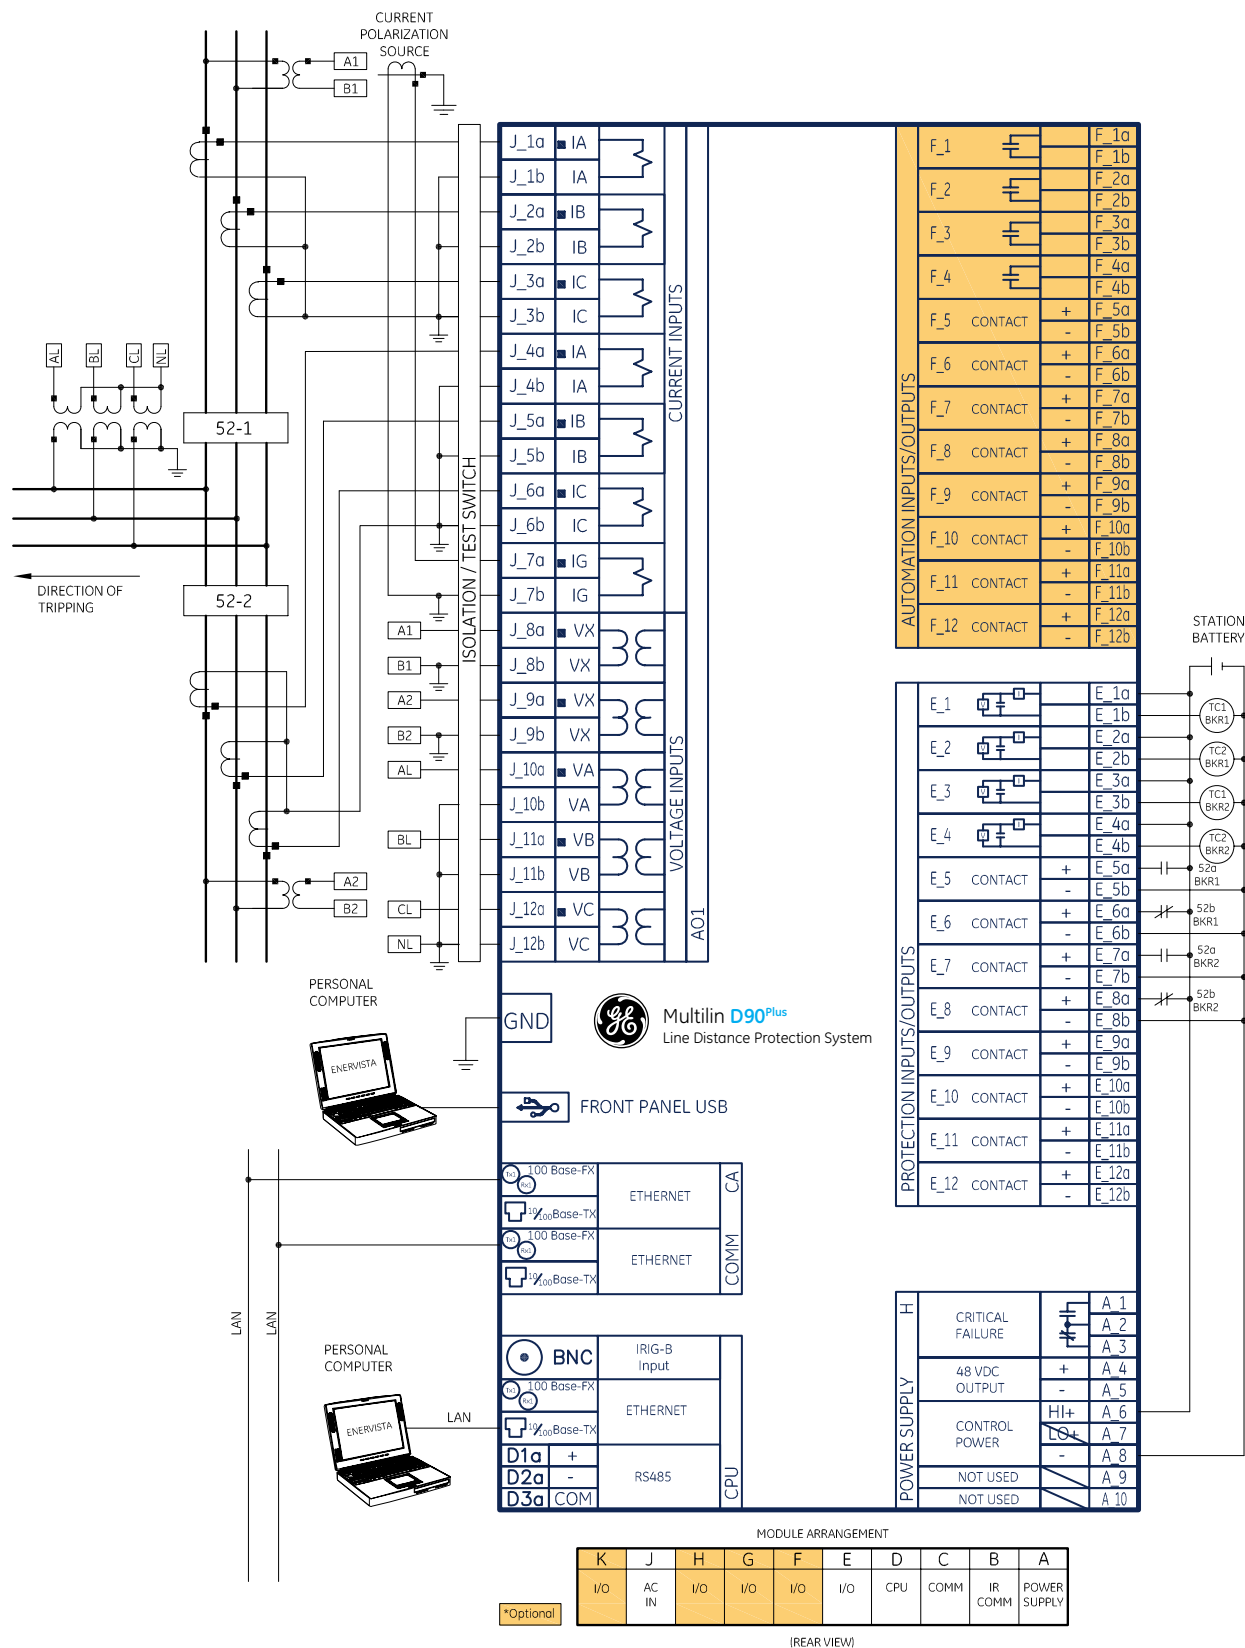 CURRENT
POLARIZATION
SOURCE
A1
B1
AL
BL
CL
NL
52-1
52-2
DIRECTION OF
TRIPPING
A2
B2
ISOLATION / TEST SWITCH
A1
B1
A2
B2
AL
BL
CL
NL
J_1a IA
J_1b IA
J_2a IB
J_2b IB
J_3a IC
J_3b IC
J_4a IA
J_4b IA
J_5a IB
J_5b IB
J_6a IC
J_6b IC
J_7a IG
J_7b IG
J_8a VX
J_8b VX
J_9a VX
J_9b VX
J_10a VA
J_10b VA
J_11a VB
J_11b VB
J_12a VC
J_12b VC
CURRENT INPUTS
VOLTAGE INPUTS
A01
AUTOMATION INPUTS/OUTPUTS
F_1 F_1a
F_1b
F_2 F_2a
F_2b
F_3 F_3a
F_3b
F_4 F_4a
F_4b
F_5 CONTACT + F_5a
- F_5b
F_6 CONTACT + F_6a
- F_6b
F_7 CONTACT + F_7a
- F_7b
F_8 CONTACT + F_8a
- F_8b
F_9 CONTACT + F_9a
- F_9b
F_10 CONTACT + F_10a
- F_10b
F_11 CONTACT + F_11a
- F_11b
F_12 CONTACT + F_12a
- F_12b
STATION
BATTERY
PROTECTION INPUTS/OUTPUTS
E_1 V I E_1a
E_1b
E_2 V I E_2a
E_2b
E_3 V I E_3a
E_3b
E_4 V I E_4a
E_4b
E_5 CONTACT + E_5a
- E_5b
E_6 CONTACT + E_6a
- E_6b
E_7 CONTACT + E_7a
- E_7b
E_8 CONTACT + E_8a
- E_8b
E_9 CONTACT + E_9a
- E_9b
E_10 CONTACT + E_10a
- E_10b
E_11 CONTACT + E_11a
- E_11b
E_12 CONTACT + E_12a
- E_12b
TC1
BKR1
TC2
BKR1
TC1
BKR2
TC2
BKR2
52a
BKR1
52b
BKR1
52a
BKR2
52b
BKR2
PERSONAL
COMPUTER
ENERVISTA
GND
GE
Multilin D90Plus
Line Distance Protection System
FRONT PANEL USB
Tx1 Rx1 100 Base-FX
10/100Base-TX
ETHERNET
Tx1 Rx1 100 Base-FX
10/100Base-TX
ETHERNET
COMM CA
LAN
LAN
PERSONAL
COMPUTER
ENERVISTA
LAN
BNC
IRIG-B
Input
Tx1 Rx1 100 Base-FX
10/100Base-TX
ETHERNET
D1a +
D2a -
D3a COM
RS485
CPU
POWER SUPPLY H
CRITICAL
FAILURE
A_1
A_2
A_3
48 VDC
OUTPUT
+ A_4
- A_5
CONTROL
POWER
HI+ A_6
LO+ A_7
- A_8
NOT USED A_9
NOT USED A_10
MODULE ARRANGEMENT
K J H G F E D C B A
I/O AC IN I/O I/O I/O I/O CPU COMM IR COMM POWER SUPPLY
*Optional
(REAR VIEW)